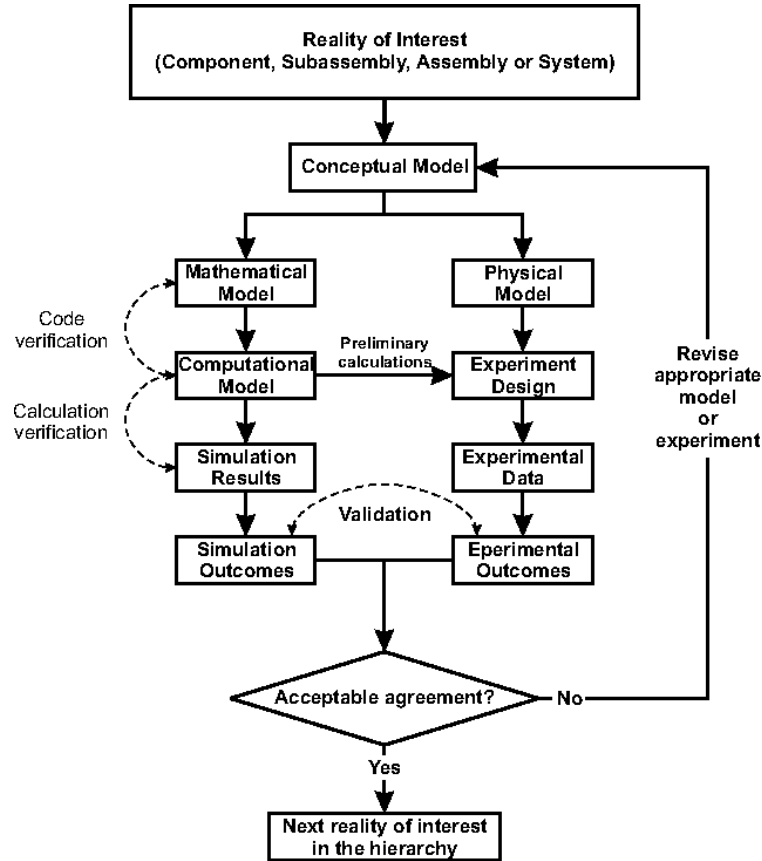 Reality of Interest
(Component, Subassembly, Assembly or System)
Conceptual Model
Mathematical
Model
Physical
Model
Code
verification
Preliminary
calculations
Computational
Model
Experiment
Design
Revise
appropriate
model
or
experiment
Calculation
verification
Simulation
Results
Experimental
Data
Validation
Simulation
Outcomes
Eperimental
Outcomes
Acceptable agreement?
No
Yes
Next reality of interest
in the hierarchy